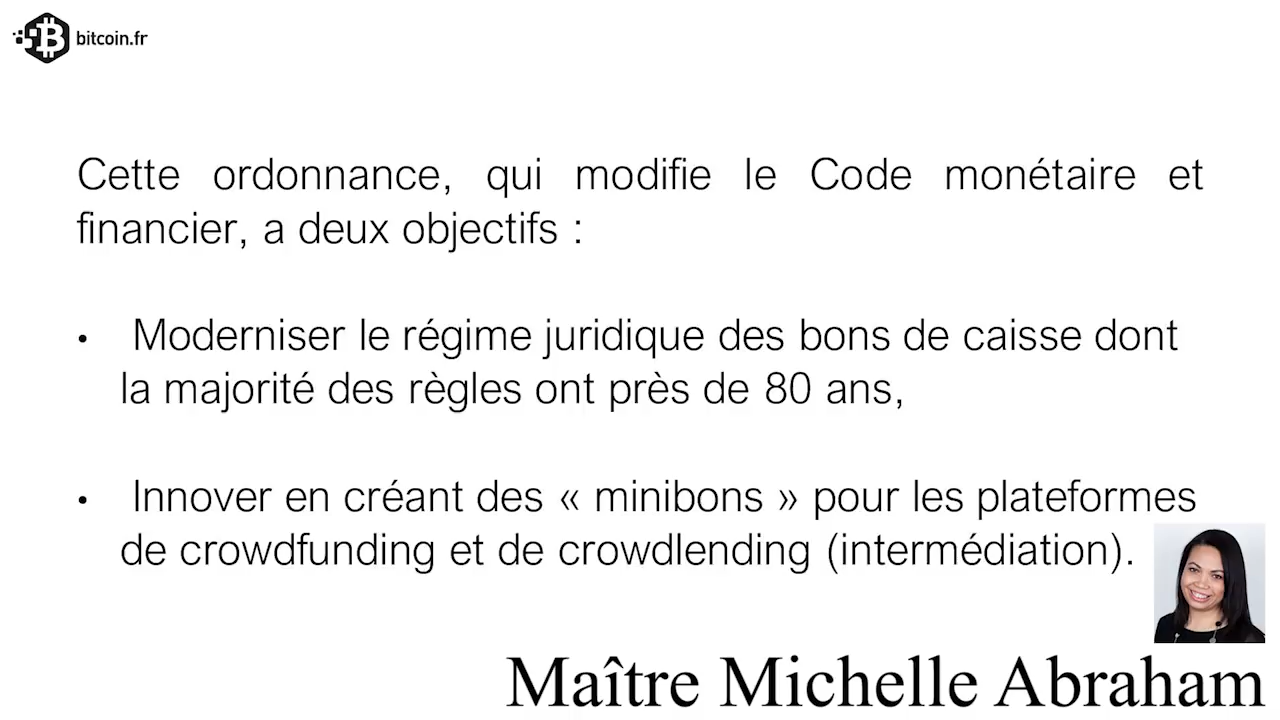 bitcoin.fr
Cette ordonnance, qui modifie le Code monétaire et
financier, a deux objectifs :
• Moderniser le régime juridique des bons de caisse dont
la majorité des règles ont près de 80 ans,
• Innover en créant des « minibons » pour les plateformes
de crowdfunding et de crowdlending (intermédiation).
Maître Michelle Abraham